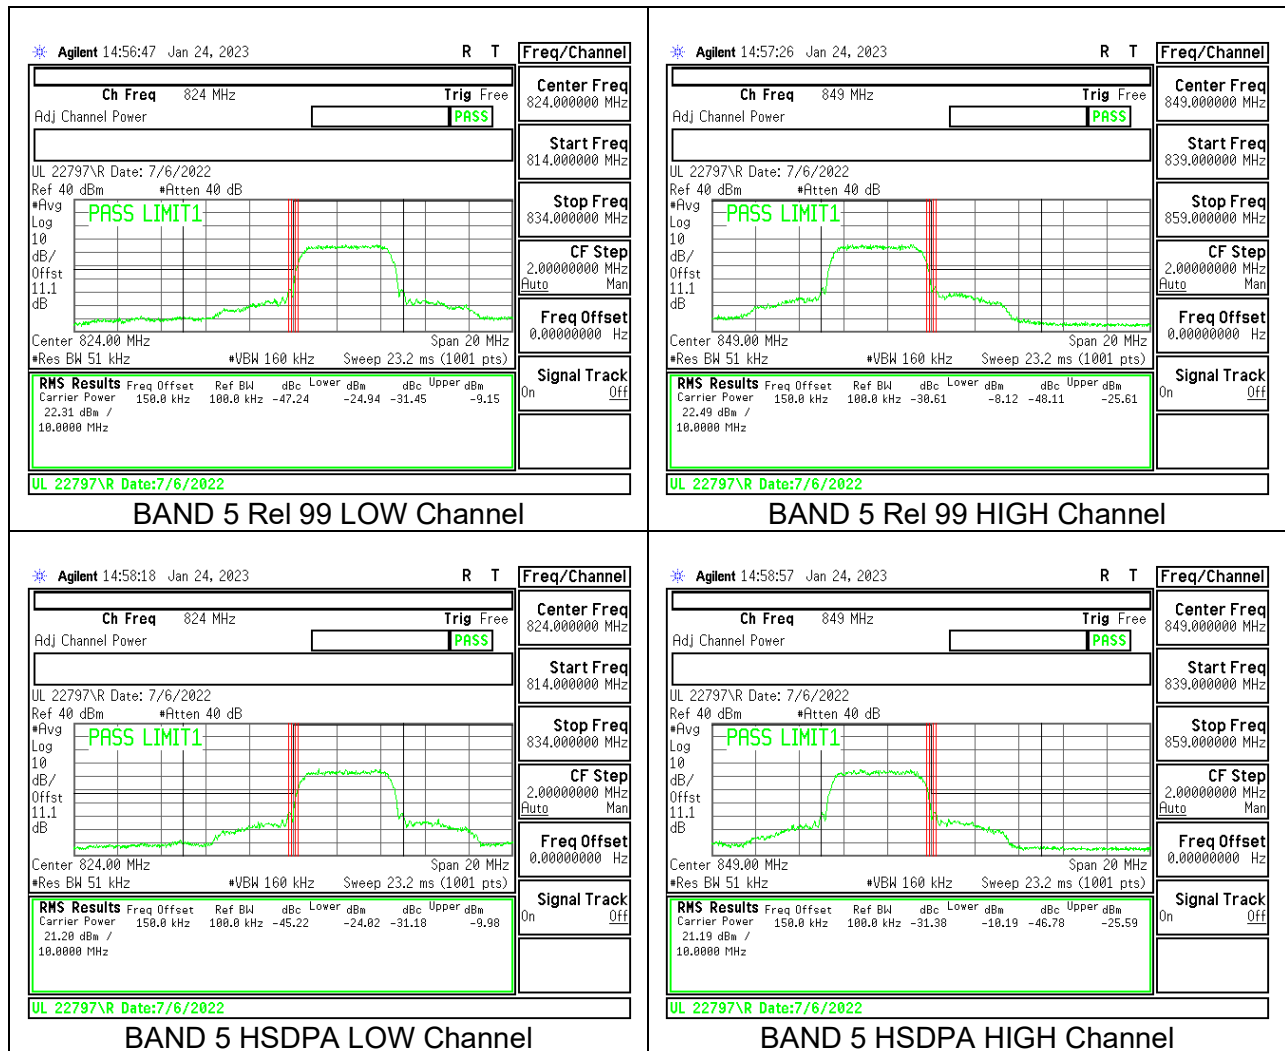 Agilent 14:56:47 Jan 24, 2023 R T Freq/Channel
Ch Freq 824 MHz Trig Free
Adj Channel Power PASS
UL 22797\R Date: 7/6/2022
Ref 40 dBm #Atten 40 dB
#Avg
Log
10
dB/
Offst
11.1
dB
PASS LIMIT1
Center 824.00 MHz Span 20 MHz
#Res BW 51 kHz #VBW 160 kHz Sweep 23.2 ms (1001 pts)
RMS Results Freq Offset Ref BW dBc Lower dBm dBc Upper dBm
Carrier Power 150.0 kHz 100.0 kHz -47.24 -24.94 -31.45 -9.15
22.31 dBm /
10.0000 MHz
Center Freq
824.000000 MHz
Start Freq
814.000000 MHz
Stop Freq
834.000000 MHz
CF Step
2.00000000 MHz
Auto Man
Freq Offset
0.00000000 Hz
Signal Track
On Off
UL 22797\R Date:7/6/2022
BAND 5 Rel 99 LOW Channel
Agilent 14:57:26 Jan 24, 2023 R T Freq/Channel
Ch Freq 849 MHz Trig Free
Adj Channel Power PASS
UL 22797\R Date: 7/6/2022
Ref 40 dBm #Atten 40 dB
#Avg
Log
10
dB/
Offst
11.1
dB
PASS LIMIT1
Center 849.00 MHz Span 20 MHz
#Res BW 51 kHz #VBW 160 kHz Sweep 23.2 ms (1001 pts)
RMS Results Freq Offset Ref BW dBc Lower dBm dBc Upper dBm
Carrier Power 150.0 kHz 100.0 kHz -30.61 -8.12 -48.11 -25.61
22.49 dBm /
10.0000 MHz
Center Freq
849.000000 MHz
Start Freq
839.000000 MHz
Stop Freq
859.000000 MHz
CF Step
2.00000000 MHz
Auto Man
Freq Offset
0.00000000 Hz
Signal Track
On Off
UL 22797\R Date:7/6/2022
BAND 5 Rel 99 HIGH Channel
Agilent 14:58:18 Jan 24, 2023 R T Freq/Channel
Ch Freq 824 MHz Trig Free
Adj Channel Power PASS
UL 22797\R Date: 7/6/2022
Ref 40 dBm #Atten 40 dB
#Avg
Log
10
dB/
Offst
11.1
dB
PASS LIMIT1
Center 824.00 MHz Span 20 MHz
#Res BW 51 kHz #VBW 160 kHz Sweep 23.2 ms (1001 pts)
RMS Results Freq Offset Ref BW dBc Lower dBm dBc Upper dBm
Carrier Power 150.0 kHz 100.0 kHz -45.22 -24.02 -31.18 -9.98
21.20 dBm /
10.0000 MHz
Center Freq
824.000000 MHz
Start Freq
814.000000 MHz
Stop Freq
834.000000 MHz
CF Step
2.00000000 MHz
Auto Man
Freq Offset
0.00000000 Hz
Signal Track
On Off
UL 22797\R Date:7/6/2022
BAND 5 HSDPA LOW Channel
Agilent 14:58:57 Jan 24, 2023 R T Freq/Channel
Ch Freq 849 MHz Trig Free
Adj Channel Power PASS
UL 22797\R Date: 7/6/2022
Ref 40 dBm #Atten 40 dB
#Avg
Log
10
dB/
Offst
11.1
dB
PASS LIMIT1
Center 849.00 MHz Span 20 MHz
#Res BW 51 kHz #VBW 160 kHz Sweep 23.2 ms (1001 pts)
RMS Results Freq Offset Ref BW dBc Lower dBm dBc Upper dBm
Carrier Power 150.0 kHz 100.0 kHz -31.38 -10.19 -46.78 -25.59
21.19 dBm /
10.0000 MHz
Center Freq
849.000000 MHz
Start Freq
839.000000 MHz
Stop Freq
859.000000 MHz
CF Step
2.00000000 MHz
Auto Man
Freq Offset
0.00000000 Hz
Signal Track
On Off
UL 22797\R Date:7/6/2022
BAND 5 HSDPA HIGH Channel